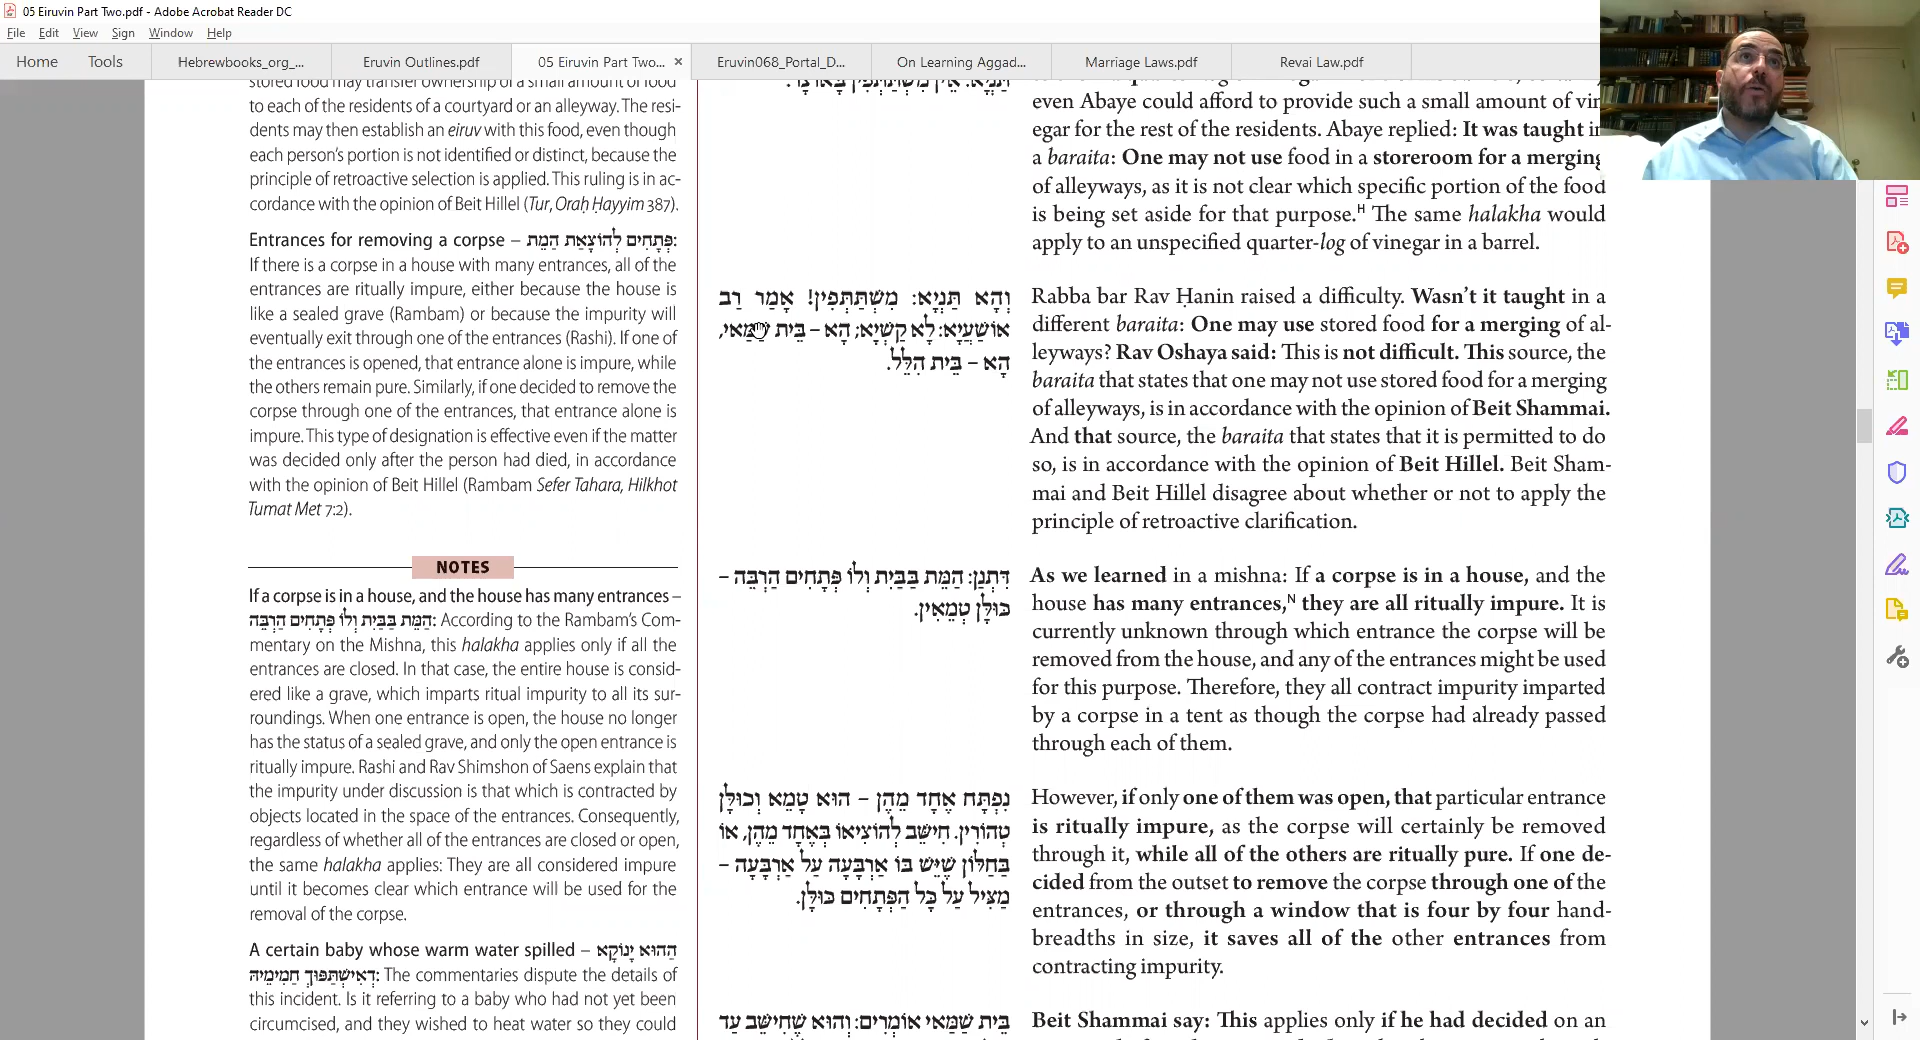 05 Eiruvin Part Two.pdf - Adobe Acrobat Reader DC
File Edit View Sign Window Help
Home Tools Hebrewbooks_org_... Eruvin Outlines.pdf 05 Eiruvin Part Two... × Eruvin068_Portal_D... On Learning Aggad... Marriage Laws.pdf Revai Law.pdf
stored food may transfer ownership of a small amount of food
to each of the residents of a courtyard or an alleyway. The resi-
dents may then establish an eiruv with this food, even though
each person's portion is not identified or distinct, because the
principle of retroactive selection is applied. This ruling is in ac-
cordance with the opinion of Beit Hillel (Tur, Oraḥ Ḥayyim 387).
Entrances for removing a corpse – פְּתָחִים לְהוֹצָאַת הַמֵּת:
If there is a corpse in a house with many entrances, all of the
entrances are ritually impure, either because the house is
like a sealed grave (Rambam) or because the impurity will
eventually exit through one of the entrances (Rashi). If one of
the entrances is opened, that entrance alone is impure, while
the others remain pure. Similarly, if one decided to remove the
corpse through one of the entrances, that entrance alone is
impure. This type of designation is effective even if the matter
was decided only after the person had died, in accordance
with the opinion of Beit Hillel (Rambam Sefer Tahara, Hilkhot
Tumat Met 7:2).
NOTES
If a corpse is in a house, and the house has many entrances –
הַמֵּת בַּבַּיִת וְלוֹ פְּתָחִים הַרְבֵּה: According to the Rambam's Com-
mentary on the Mishna, this halakha applies only if all the
entrances are closed. In that case, the entire house is consid-
ered like a grave, which imparts ritual impurity to all its sur-
roundings. When one entrance is open, the house no longer
has the status of a sealed grave, and only the open entrance is
ritually impure. Rashi and Rav Shimshon of Saens explain that
the impurity under discussion is that which is contracted by
objects located in the space of the entrances. Consequently,
regardless of whether all of the entrances are closed or open,
the same halakha applies: They are all considered impure
until it becomes clear which entrance will be used for the
removal of the corpse.
A certain baby whose warm water spilled – הַהוּא יָנוֹקָא
דְּאִישְׁתַּפּוּךְ חַמִימֵיהּ: The commentaries dispute the details of
this incident. Is it referring to a baby who had not yet been
circumcised, and they wished to heat water so they could
תַּנְיָא: אֵין מִשְׁתַּתְּפִין בָּאוֹצָר.
וְהָא תַּנְיָא: מִשְׁתַּתְּפִין! אָמַר רַב
אוֹשַׁעְיָא: לָא קַשְׁיָא; הָא – בֵּית שַׁמַּאי,
הָא – בֵּית הִלֵּל.
דִּתְנַן: הַמֵּת בַּבַּיִת וְלוֹ פְּתָחִים הַרְבֵּה –
כּוּלָּן טְמֵאִין.
נִפְתַּח אֶחָד מֵהֶן – הוּא טָמֵא וְכוּלָּן
טְהוֹרִין. חִישֵּׁב לְהוֹצִיאוֹ בְּאֶחָד מֵהֶן, אוֹ
בַּחַלּוֹן שֶׁיֵּשׁ בּוֹ אַרְבָּעָה עַל אַרְבָּעָה –
מַצִּיל עַל כָּל הַפְּתָחִים כּוּלָּן.
בֵּית שַׁמַּאי אוֹמְרִים: וְהוּא שֶׁחִישֵּׁב עַד
even Abaye could afford to provide such a small amount of vin
egar for the rest of the residents. Abaye replied: It was taught in
a baraita: One may not use food in a storeroom for a merging
of alleyways, as it is not clear which specific portion of the food
is being set aside for that purpose.H The same halakha would
apply to an unspecified quarter-log of vinegar in a barrel.
Rabba bar Rav Ḥanin raised a difficulty. Wasn't it taught in a
different baraita: One may use stored food for a merging of al-
leyways? Rav Oshaya said: This is not difficult. This source, the
baraita that states that one may not use stored food for a merging
of alleyways, is in accordance with the opinion of Beit Shammai.
And that source, the baraita that states that it is permitted to do
so, is in accordance with the opinion of Beit Hillel. Beit Sham-
mai and Beit Hillel disagree about whether or not to apply the
principle of retroactive clarification.
As we learned in a mishna: If a corpse is in a house, and the
house has many entrances,N they are all ritually impure. It is
currently unknown through which entrance the corpse will be
removed from the house, and any of the entrances might be used
for this purpose. Therefore, they all contract impurity imparted
by a corpse in a tent as though the corpse had already passed
through each of them.
However, if only one of them was open, that particular entrance
is ritually impure, as the corpse will certainly be removed
through it, while all of the others are ritually pure. If one de-
cided from the outset to remove the corpse through one of the
entrances, or through a window that is four by four hand-
breadths in size, it saves all of the other entrances from
contracting impurity.
Beit Shammai say: This applies only if he had decided on an